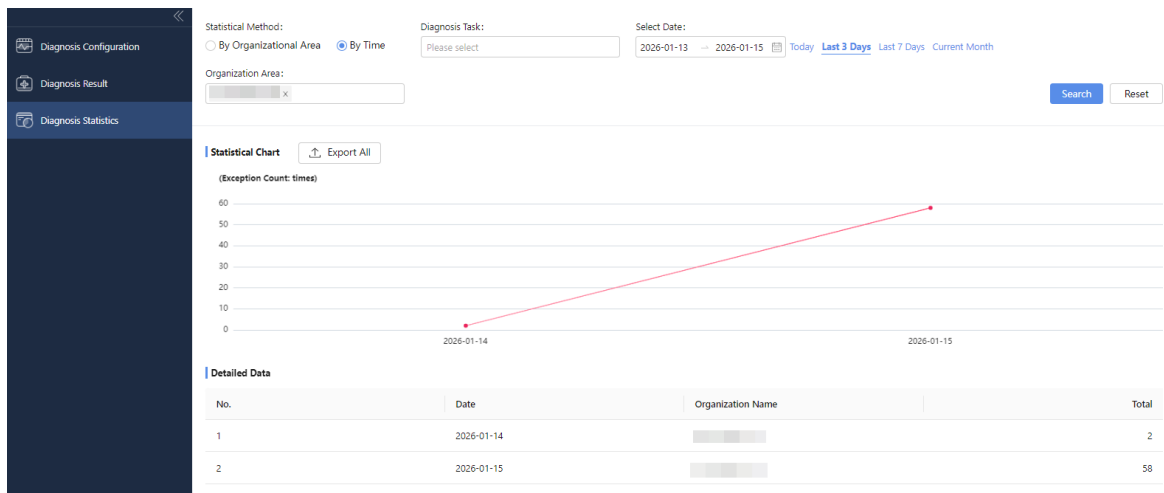 Diagnosis Configuration
Diagnosis Result
Diagnosis Statistics
Statistical Method:
By Organizational Area
By Time
Diagnosis Task:
Please select
Select Date:
2026-01-13 → 2026-01-15
Today Last 3 Days Last 7 Days Current Month
Organization Area:
x
Search
Reset
Statistical Chart
Export All
(Exception Count: times)
60
50
40
30
20
10
0
2026-01-14 2026-01-15
Detailed Data
No. Date Organization Name Total
1 2026-01-14 2
2 2026-01-15 58